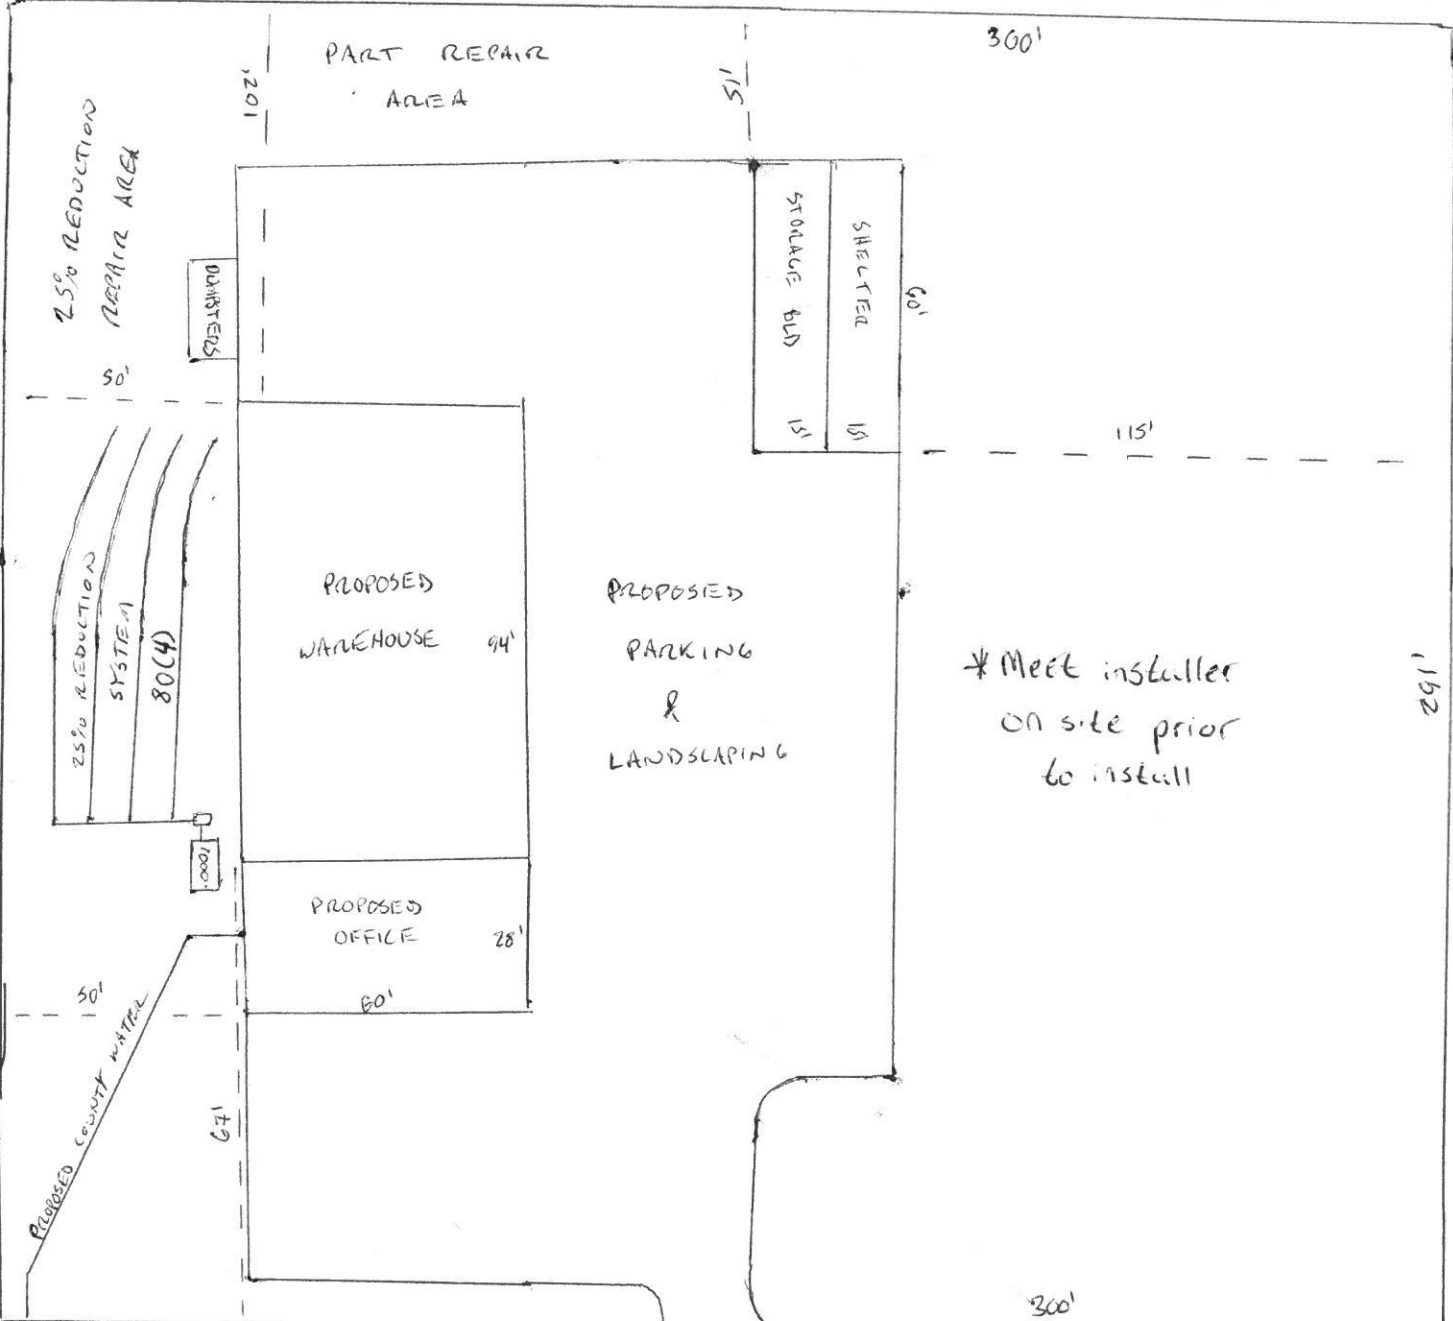 300'
PART REPAIR
AREA
102'
51'
25% REDUCTION
REPAIR AREA
DUMPSTERS
STORAGE BLD
SHELTER
60'
50'
15'
15'
115'
PROPOSED
WAREHOUSE
94'
PROPOSED
PARKING
&
LANDSCAPING
25% REDUCTION
SYSTEM
80(4)
* Meet installer
on site prior
to install
291'
1000
PROPOSED
OFFICE
28'
60'
50'
PROPOSED COUNTY WATER
67'
300'